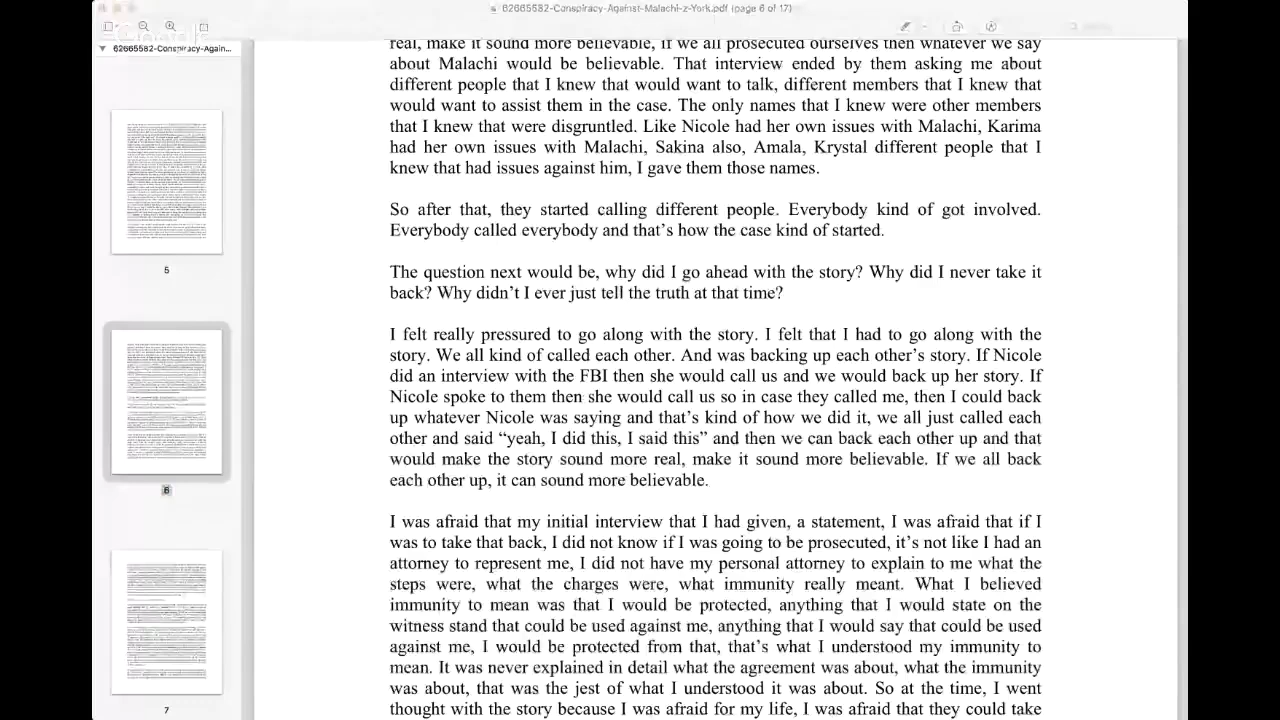 62665582-Conspiracy-Against-Malachi-z-York.pdf (page 6 of 17)
62665582-Conspiracy-Again...
5
6
7
real, make it sound more believable, if we all prosecuted ourselves then whatever we say
about Malachi would be believable. That interview ended by them asking me about
different people that I knew that would want to talk, different members that I knew that
would want to assist them in the case. The only names that I knew were other members
that I knew that were disgruntled. Like Nicole had her own issues with Malachi, Karima
had her own issues with Malachi, Sakina also, Amala, Krystal different people that I
had personal issues against him, I gave them those names.
So after that, they started calling different people. Everybody kind of got involved.
Everybody called everybody and that's how the case kind of started.
The question next would be, why did I go ahead with the story? Why did I never take it
back? Why didn't I ever just tell the truth at that time?
I felt really pressured to go along with the story. I felt that I had to go along with the
story. We all kind of called each other. And was backing up each other's story. If Nicole
did an interview with the FBI then she would call us and we would back up her story. If
Nicole spoke about this, she would call us so in case they called me, then I could back
up the story Nicole was saying and that's kind of how we did it. We all just called each
other and said "yeah, I said this, I said this" and then we can back each other up and that
would make the story sound more real, make it sound more believable. If we all back
each other up, it can sound more believable.
I was afraid that my initial interview that I had given, a statement, I was afraid that if I
was to take that back, I did not know if I was going to be prosecuted, it's not like I had an
attorney to represent me, I didn't have my personal attorney to explain to me what the
repercussions of the things were, what immunity really meant. What I believed
immunity to mean was that I would be protected, anything that I would state on the
witness stand that could be used against me, anything that I would say that could be used
against me, I wouldn't be prosecuted about that, that's what I believed my immunity to
mean. It was never explained in detail what the agreement was about, what the immunity
was about, that was the jest of what I understood it was about. So at the time, I went
thought with the story because I was afraid for my life, I was afraid that they could take